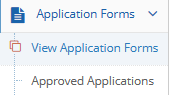 Application Forms
View Application Forms
Approved Applications